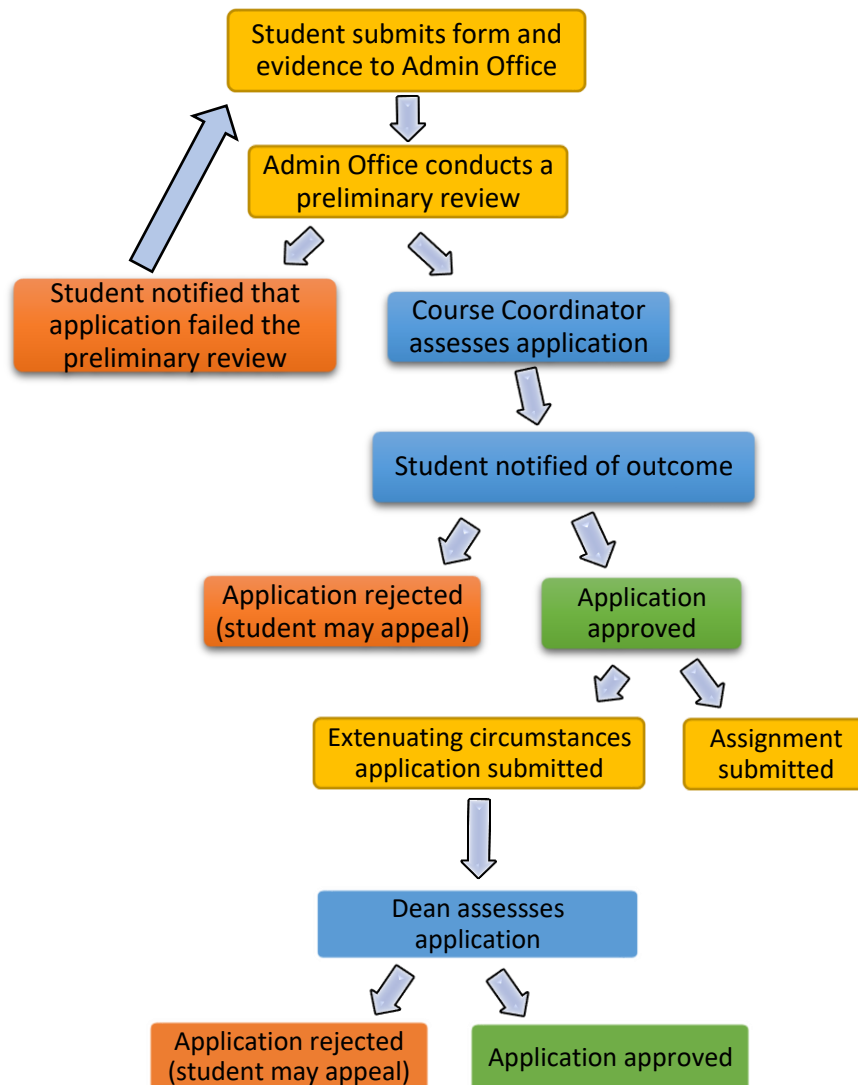 Student submits form and
evidence to Admin Office
Admin Office conducts a
preliminary review
Student notified that
application failed the
preliminary review
Course Coordinator
assesses application
Student notified of outcome
Application rejected
(student may appeal)
Application
approved
Extenuating circumstances
application submitted
Assignment
submitted
Dean assessses
application
Application rejected
(student may appeal)
Application approved